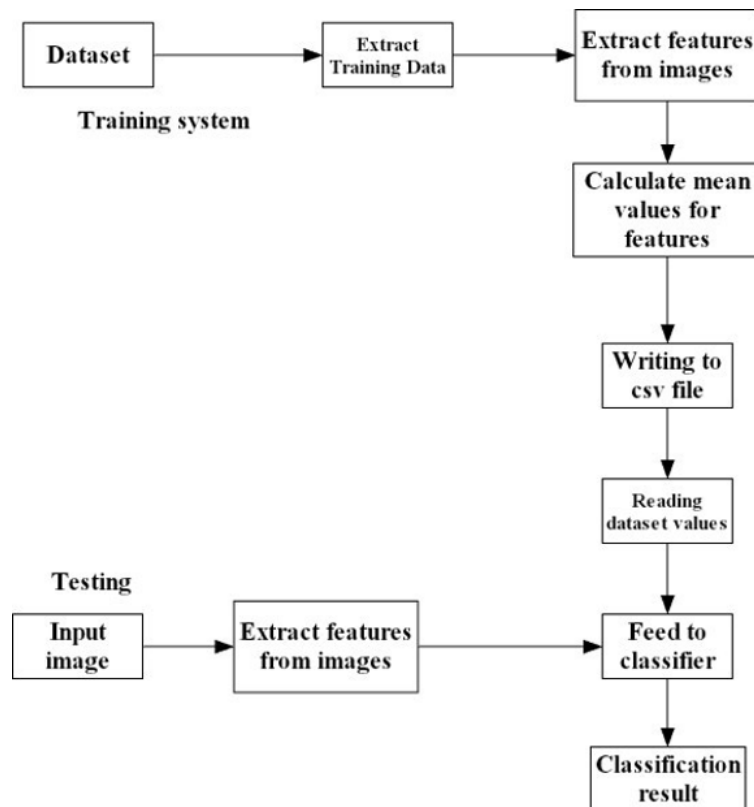 Dataset
Extract
Training Data
Extract features
from images
Training system
Calculate mean
values for
features
Writing to
csv file
Reading
dataset values
Testing
Input
image
Extract features
from images
Feed to
classifier
Classification
result